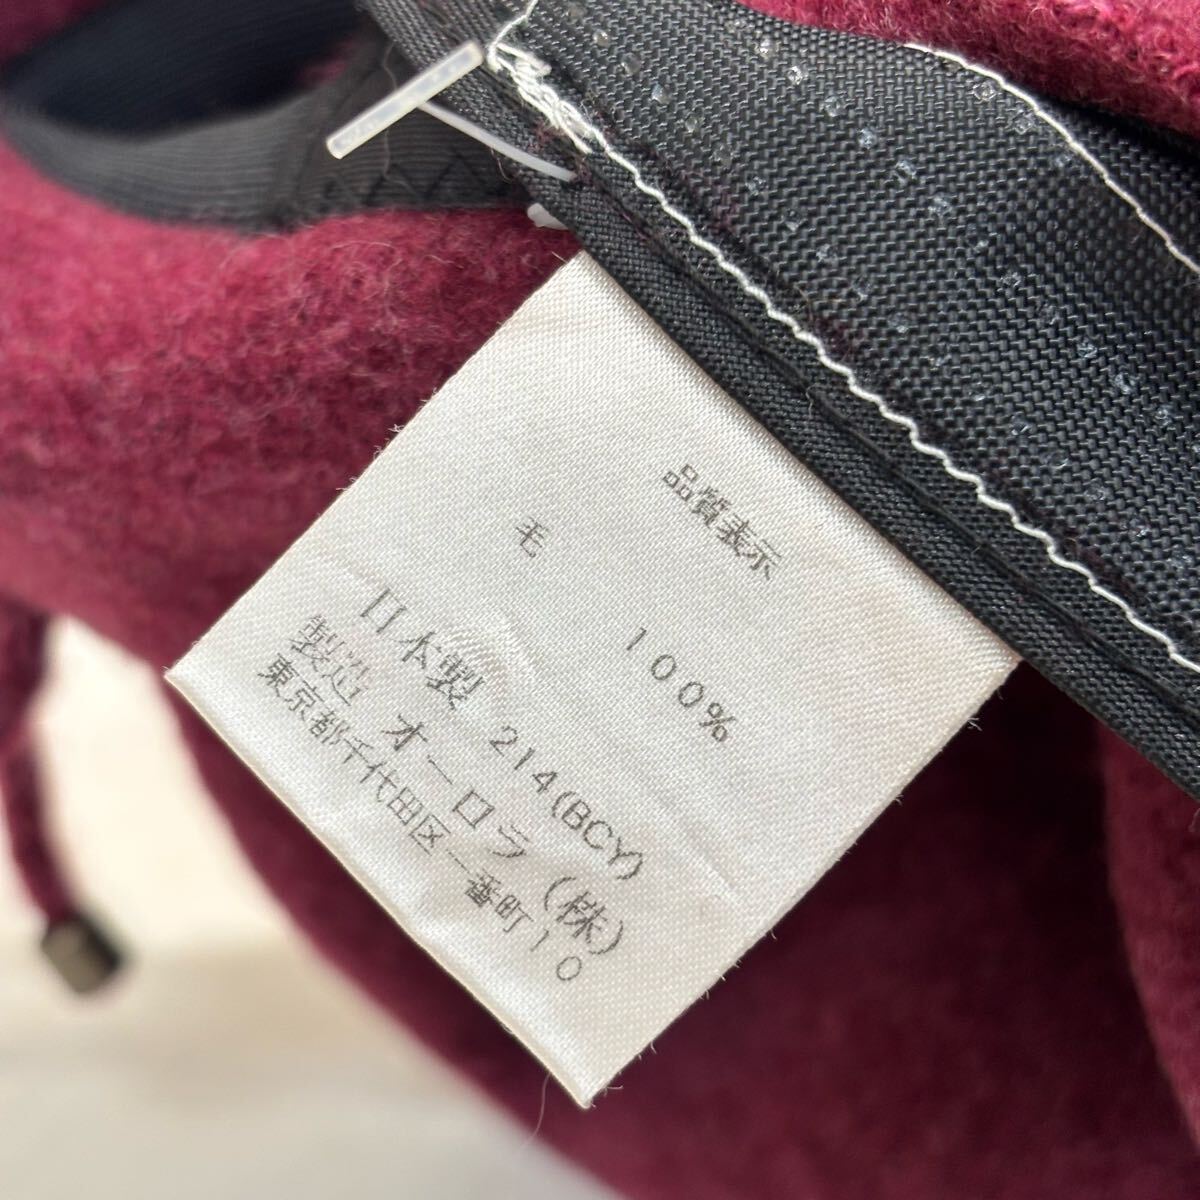 品質表示
毛 100%
日本製 214(BCY)
製造 オーロラ(株)
東京都千代田区一番町10